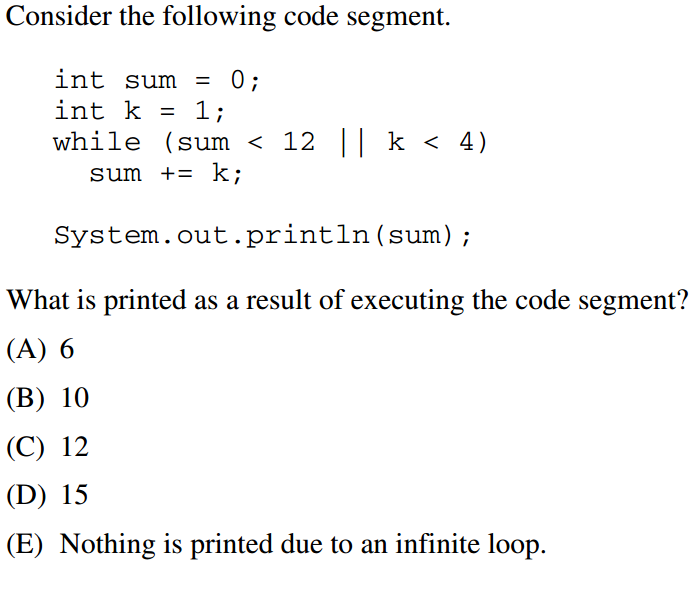 Consider the following code segment.
int sum = 0;
int k = 1;
while (sum < 12 || k < 4)
sum += k;
System.out.println(sum);
What is printed as a result of executing the code segment?
(A) 6
(B) 10
(C) 12
(D) 15
(E) Nothing is printed due to an infinite loop.